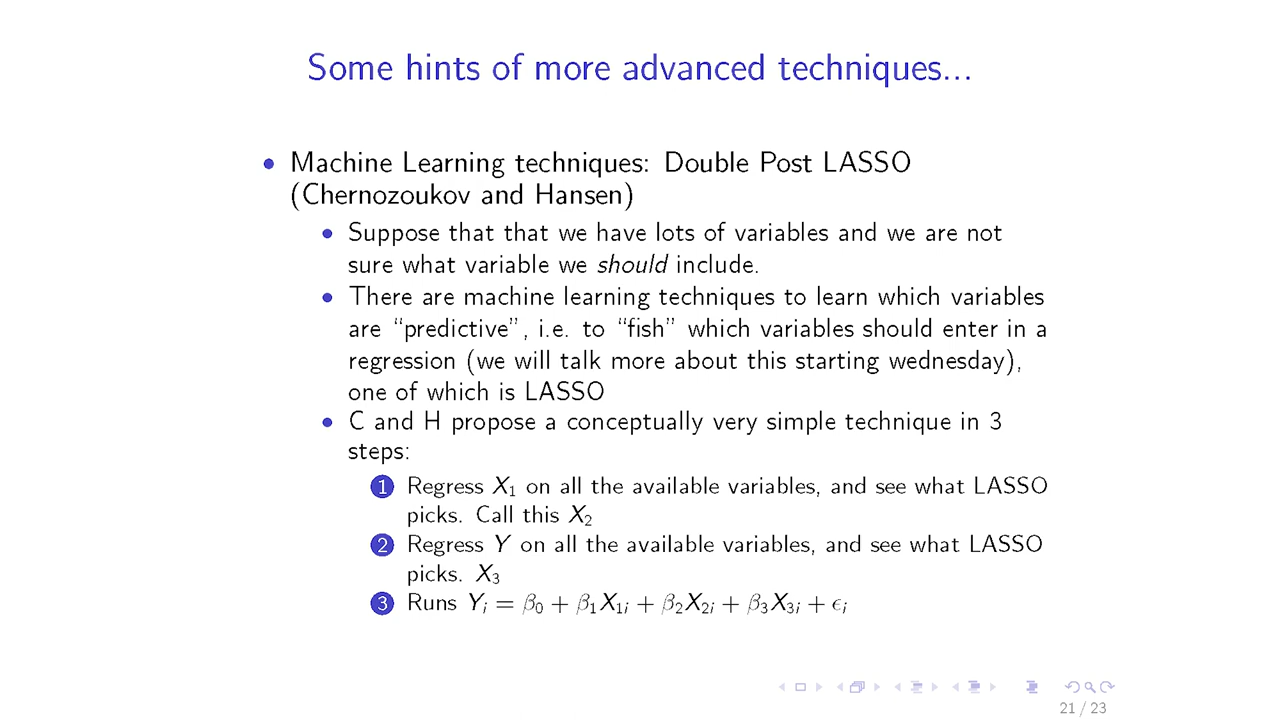 Some hints of more advanced techniques...
• Machine Learning techniques: Double Post LASSO
(Chernozoukov and Hansen)
• Suppose that that we have lots of variables and we are not
sure what variable we should include.
• There are machine learning techniques to learn which variables
are “predictive”, i.e. to “fish” which variables should enter in a
regression (we will talk more about this starting wednesday),
one of which is LASSO
• C and H propose a conceptually very simple technique in 3
steps:
1 Regress X₁ on all the available variables, and see what LASSO
picks. Call this X₂
2 Regress Y on all the available variables, and see what LASSO
picks. X₃
3 Runs Yᵢ = β₀ + β₁X₁ᵢ + β₂X₂ᵢ + β₃X₃ᵢ + ϵᵢ
21 / 23